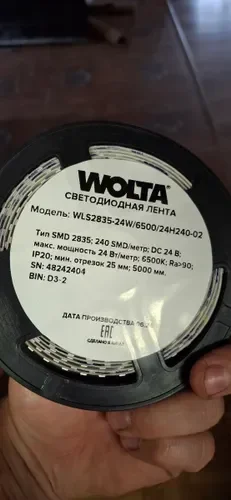 WOLTA®
СВЕТОДИОДНАЯ ЛЕНТА
Модель: WLS2835-24W/6500/24H240-02
Тип SMD 2835; 240 SMD/метр; DC 24 В;
макс. мощность 24 Вт/метр; 6500K; Ra>90;
IP20; мин. отрезок 25 мм; 5000 мм.
SN: 48242404
BIN: D3-2
ДАТА ПРОИЗВОДСТВА
EAC
СДЕЛАНО В